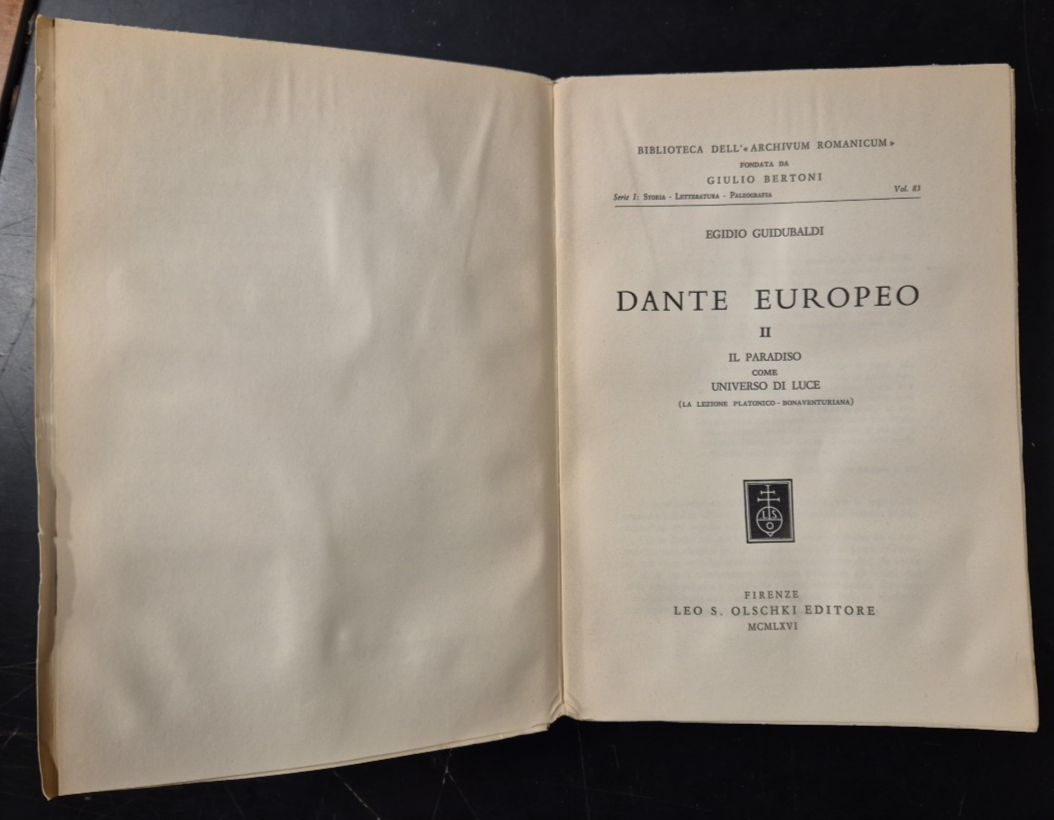 BIBLIOTECA DELL'«ARCHIVUM ROMANICUM»
FONDATA DA
GIULIO BERTONI
Serie I: STORIA - LETTERATURA - PALEOGRAFIA Vol. 83
EGIDIO GUIDUBALDI
DANTE EUROPEO
II
IL PARADISO
COME
UNIVERSO DI LUCE
(LA LEZIONE PLATONICO-BONAVENTURIANA)
LS
O
FIRENZE
LEO S. OLSCHKI EDITORE
MCMLXVI